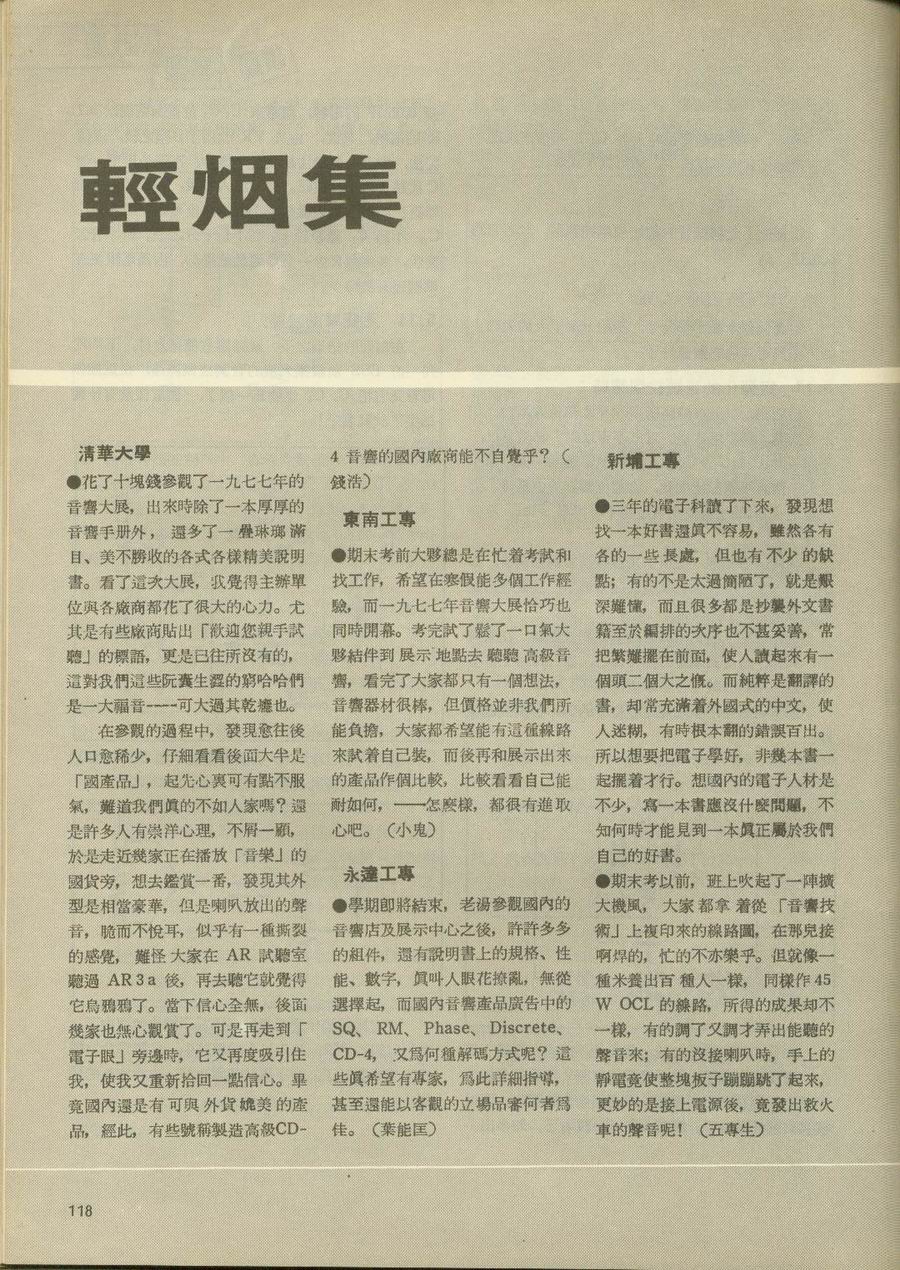 輕烟集
清華大學
●花了十塊錢參觀了一九七七年的
音響大展，出來時除了一本厚厚的
音響手册外，還多了一疊琳瑯滿
目、美不勝收的各式各樣精美說明
書。看了這次大展，我覺得主辦單
位與各廠商都花了很大的心力。尤
其是有些廠商貼出「歡迎您親手試
聽」的標語，更是已往所沒有的，
這對我們這些阮囊生澀的窮哈哈們
是一大福音----可大過其乾癮也。
在參觀的過程中，發現愈往後
人口愈稀少，仔細看看後面大半是
「國產品」，起先心裏可有點不服
氣，難道我們眞的不如人家嗎？還
是許多人有崇洋心理，不屑一顧，
於是走近幾家正在播放「音樂」的
國貨旁，想去鑑賞一番，發現其外
型是相當豪華，但是喇叭放出的聲
音，脆而不悅耳，似乎有一種撕裂
的感覺，難怪大家在 AR 試聽室
聽過 AR3a 後，再去聽它就覺得
它烏鴉鴉了。當下信心全無，後面
幾家也無心觀賞了。可是再走到「
電子眼」旁邊時，它又再度吸引住
我，使我又重新拾回一點信心。畢
竟國內還是有可與外貨媲美的產
品，經此，有些號稱製造高級CD-
4 音響的國內廠商能不自覺乎？（
錢浩）
東南工專
●期末考前大夥總是在忙着考試和
找工作，希望在寒假能多個工作經
驗，而一九七七年音響大展恰巧也
同時開幕。考完試了鬆了一口氣大
夥結伴到展示地點去聽聽高級音
響，看完了大家都只有一個想法，
音響器材很棒，但價格並非我們所
能負擔，大家都希望能有這種線路
來試着自己裝，而後再和展示出來
的產品作個比較，比較看看自己能
耐如何，——怎麼樣，都很有進取
心吧。（小鬼）
永達工專
●學期即將結束，老湯參觀國內的
音響店及展示中心之後，許許多多
的組件，還有說明書上的規格、性
能、數字，眞叫人眼花撩亂，無從
選擇起，而國內音響產品廣告中的
SQ、 RM、 Phase、 Discrete、
CD-4， 又爲何種解碼方式呢？這
些眞希望有專家，爲此詳細指導，
甚至還能以客觀的立場品審何者爲
佳。（葉能匡）
新埔工專
●三年的電子科讀了下來，發現想
找一本好書還眞不容易，雖然各有
各的一些長處，但也有不少的缺
點；有的不是太過簡陋了，就是艱
深難懂，而且很多都是抄襲外文書
籍至於編排的次序也不甚妥善，常
把繁難擺在前面，使人讀起來有一
個頭二個大之慨。而純粹是翻譯的
書，却常充滿着外國式的中文，使
人迷糊，有時根本翻的錯誤百出。
所以想要把電子學好，非幾本書一
起擺着才行。想國內的電子人材是
不少，寫一本書應沒什麼問題，不
知何時才能見到一本眞正屬於我們
自己的好書。
●期末考以前，班上吹起了一陣擴
大機風，大家都拿着從「音響技
術」上複印來的線路圖，在那兒接
啊焊的，忙的不亦樂乎。但就像一
種米養出百種人一樣，同樣作45
W OCL 的線路，所得的成果却不
一樣，有的調了又調才弄出能聽的
聲音來；有的沒接喇叭時，手上的
靜電竟使整塊板子蹦蹦跳了起來，
更妙的是接上電源後，竟發出救火
車的聲音呢！（五專生）
118